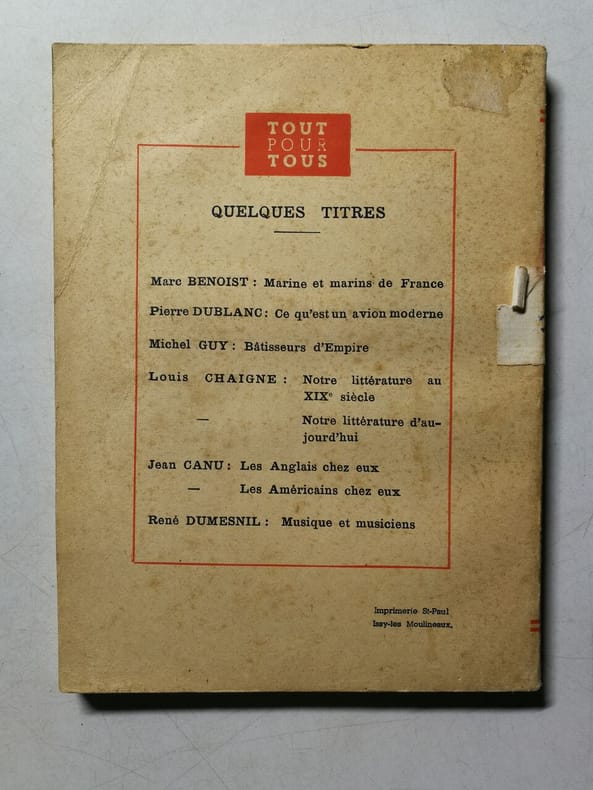 TOUT
POUR
TOUS
QUELQUES TITRES
Marc BENOIST : Marine et marins de France
Pierre DUBLANC : Ce qu'est un avion moderne
Michel GUY : Bâtisseurs d'Empire
Louis CHAIGNE : Notre littérature au
XIXe siècle
— Notre littérature d'au-
jourd'hui
Jean CANU : Les Anglais chez eux
— Les Américains chez eux
René DUMESNIL : Musique et musiciens
Imprimerie St-Paul
Issy-les Moulineaux.